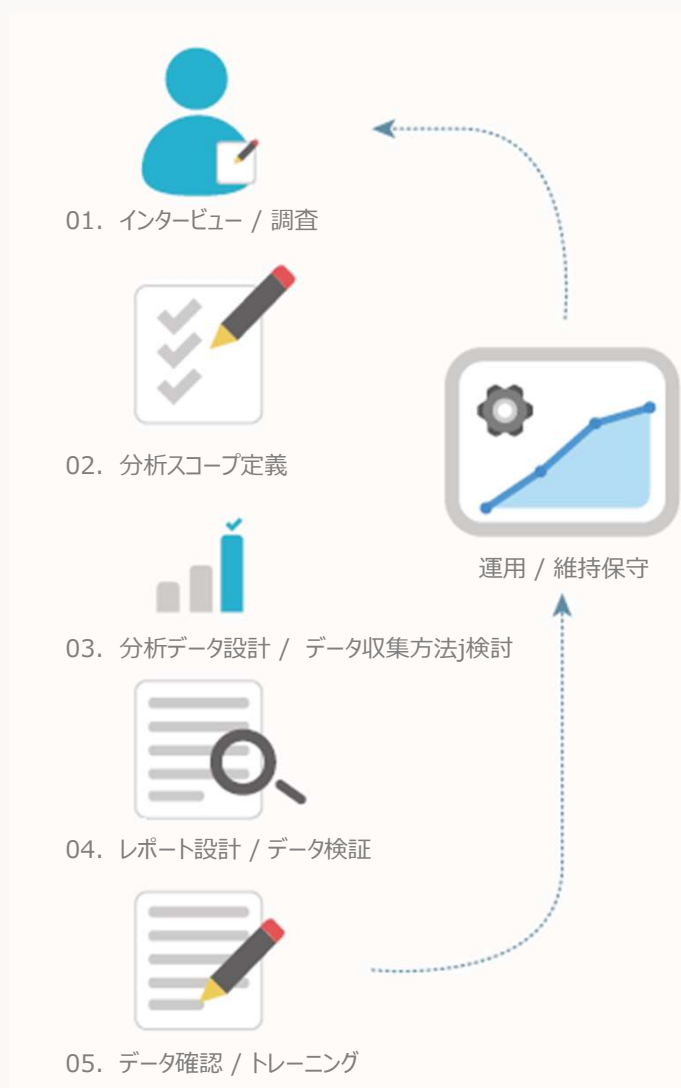 01. インタービュー / 調査
02. 分析スコープ定義
運用 / 維持保守
03. 分析データ設計 / データ収集方法j検討
04. レポート設計 / データ検証
05. データ確認 / トレーニング